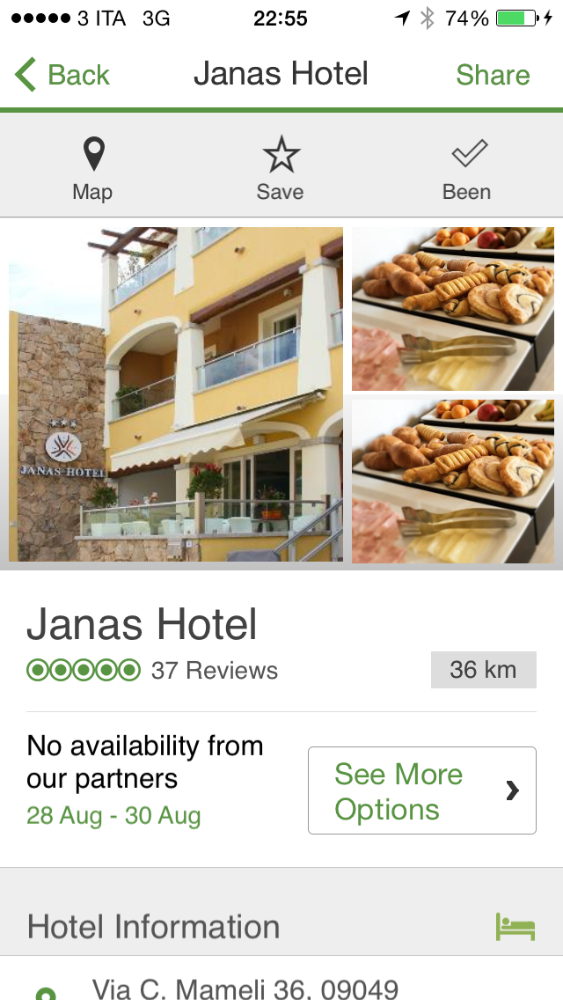 3 ITA 3G 22:55 74%
Back Janas Hotel Share
Map Save Been
JANAS HOTEL
Janas Hotel
37 Reviews 36 km
No availability from
our partners
28 Aug - 30 Aug
See More
Options
Hotel Information
Via C. Mameli 36, 09049